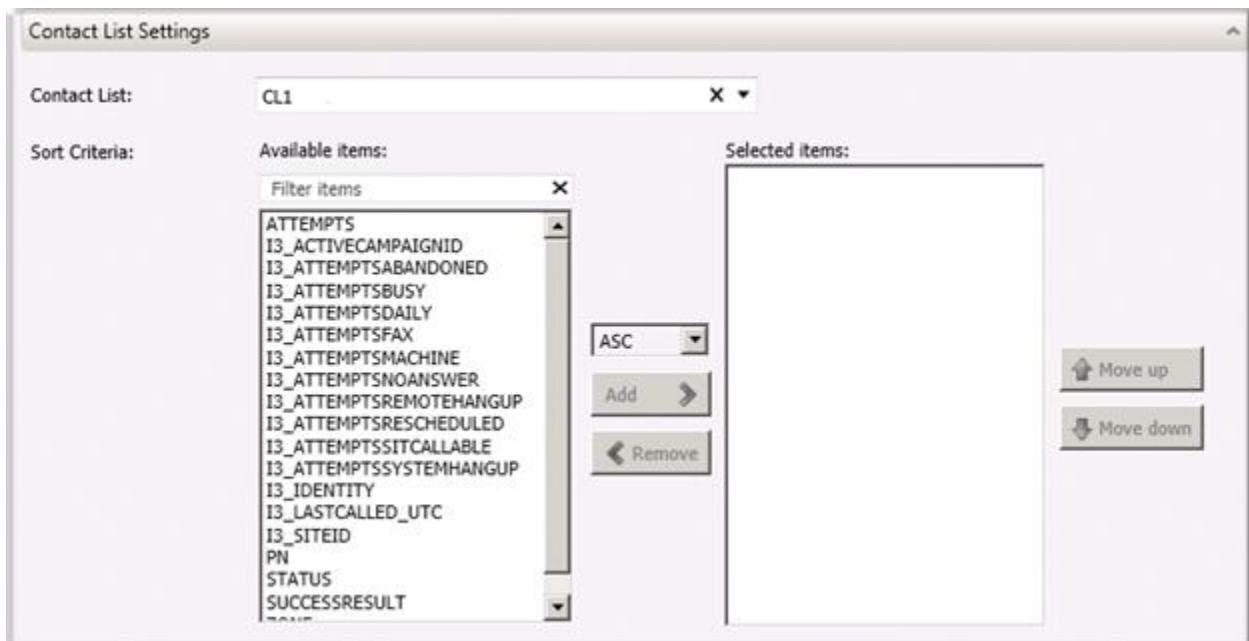 Contact List Settings
Contact List:
CL1
Sort Criteria:
Available items:
Selected items:
Filter items
ATTEMPTS
I3_ACTIVECAMPAIGNID
I3_ATTEMPTSABANDONED
I3_ATTEMPTSBUSY
I3_ATTEMPTSDAILY
I3_ATTEMPTSFAX
I3_ATTEMPTSMACHINE
I3_ATTEMPTSNOANSWER
I3_ATTEMPTSREMOTEHANGUP
I3_ATTEMPTSRESCHEDULED
I3_ATTEMPTSSITCALLABLE
I3_ATTEMPTSSYSTEMHANGUP
I3_IDENTITY
I3_LASTCALLED_UTC
I3_SITEID
PN
STATUS
SUCCESSRESULT
ASC
Add
Remove
Move up
Move down